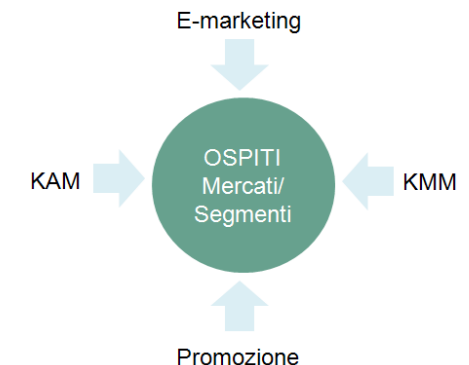 E-marketing
OSPITI
Mercati/
Segmenti
KAM
KMM
Promozione